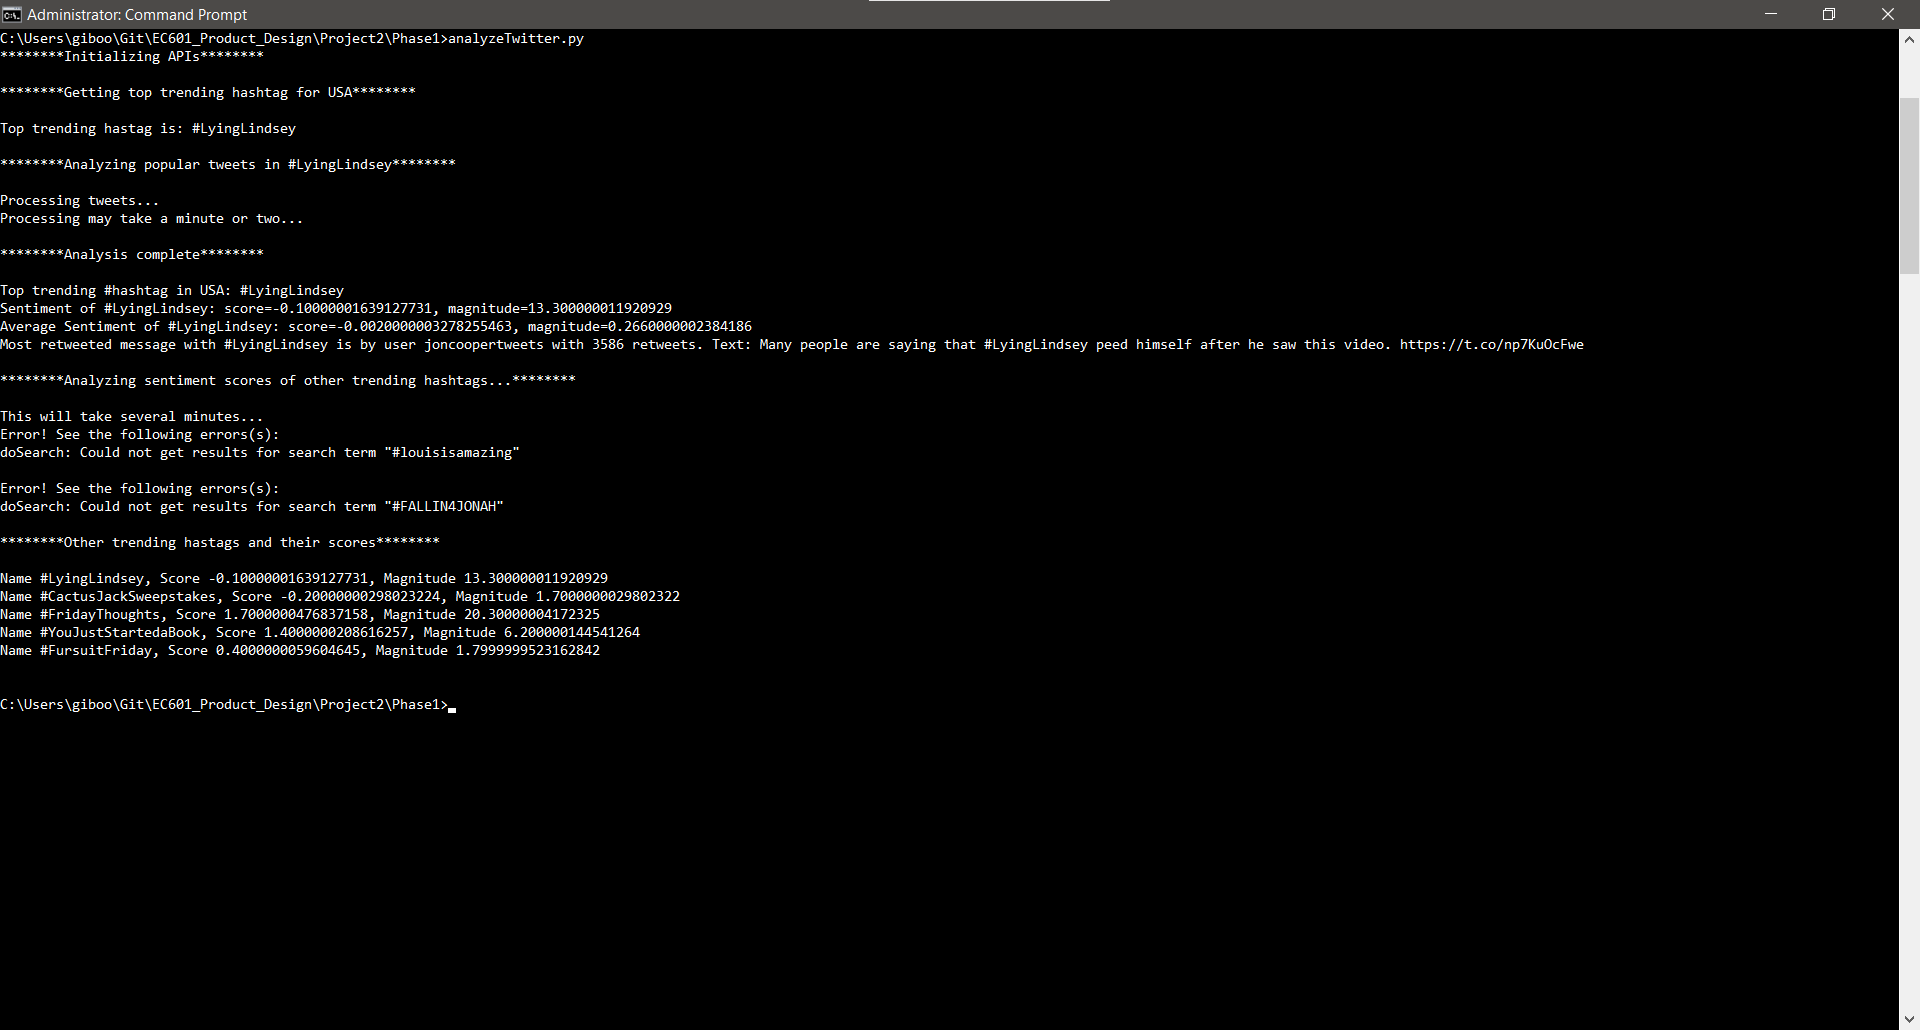 Administrator: Command Prompt
C:\Users\giboo\Git\EC601_Product_Design\Project2\Phase1>analyzeTwitter.py
********Initializing APIs********
********Getting top trending hashtag for USA********
Top trending hastag is: #LyingLindsey
********Analyzing popular tweets in #LyingLindsey********
Processing tweets...
Processing may take a minute or two...
********Analysis complete********
Top trending #hashtag in USA: #LyingLindsey
Sentiment of #LyingLindsey: score=-0.10000001639127731, magnitude=13.300000011920929
Average Sentiment of #LyingLindsey: score=-0.0020000003278255463, magnitude=0.2660000002384186
Most retweeted message with #LyingLindsey is by user joncoopertweets with 3586 retweets. Text: Many people are saying that #LyingLindsey peed himself after he saw this video. https://t.co/np7KuOcFwe
********Analyzing sentiment scores of other trending hashtags...********
This will take several minutes...
Error! See the following errors(s):
doSearch: Could not get results for search term "#louisisamazing"
Error! See the following errors(s):
doSearch: Could not get results for search term "#FALLIN4JONAH"
********Other trending hastags and their scores********
Name #LyingLindsey, Score -0.10000001639127731, Magnitude 13.300000011920929
Name #CactusJackSweepstakes, Score -0.20000000298023224, Magnitude 1.7000000029802322
Name #FridayThoughts, Score 1.7000000476837158, Magnitude 20.30000004172325
Name #YouJustStartedaBook, Score 1.4000000208616257, Magnitude 6.200000144541264
Name #FursuitFriday, Score 0.4000000059604645, Magnitude 1.7999999523162842
C:\Users\giboo\Git\EC601_Product_Design\Project2\Phase1>